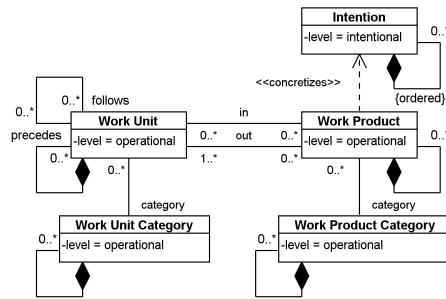 Intention
-level = intentional
0..*
<<concretizes>>
{ordered}
0..*
0..*
follows
precedes
Work Unit
-level = operational
in
0..*
out
0..*
1..*
0..*
Work Product
-level = operational
0..*
0..*
0..*
category
0..*
category
Work Unit Category
-level = operational
0..*
Work Product Category
-level = operational
0..*